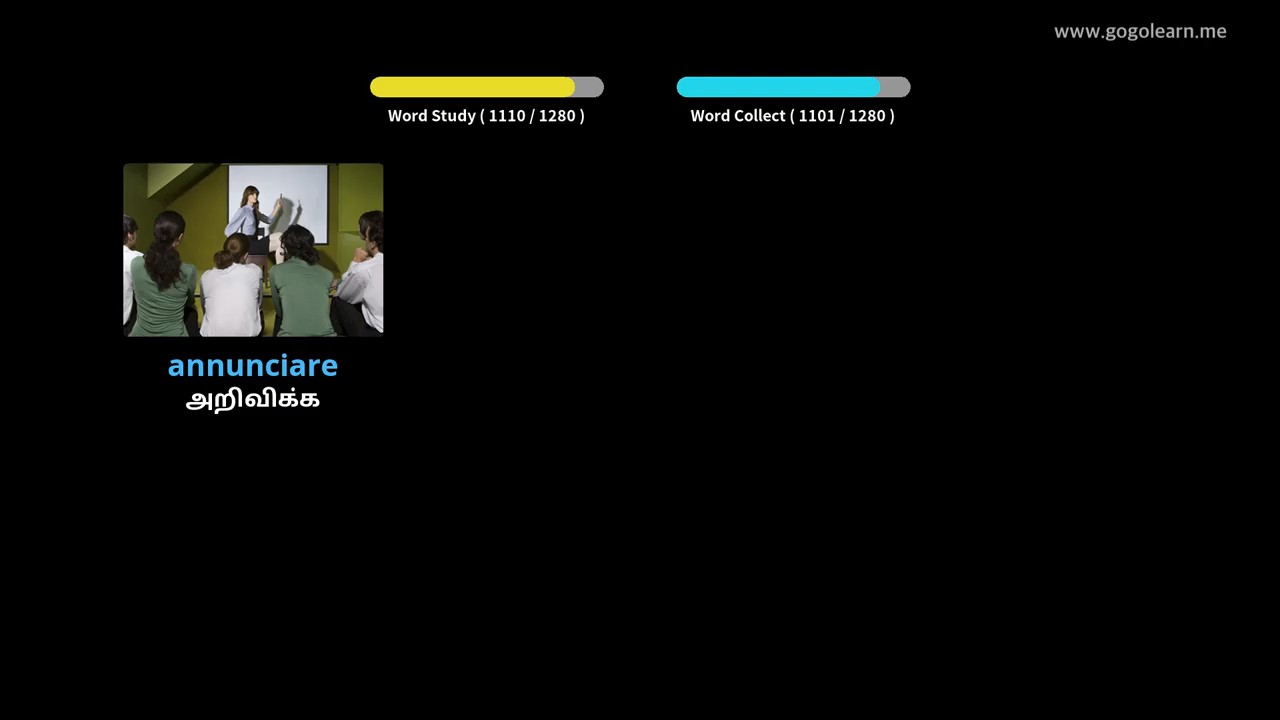 www.gogolearn.me
Word Study ( 1110 / 1280 )
Word Collect ( 1101 / 1280 )
annunciare
அறிவிக்க